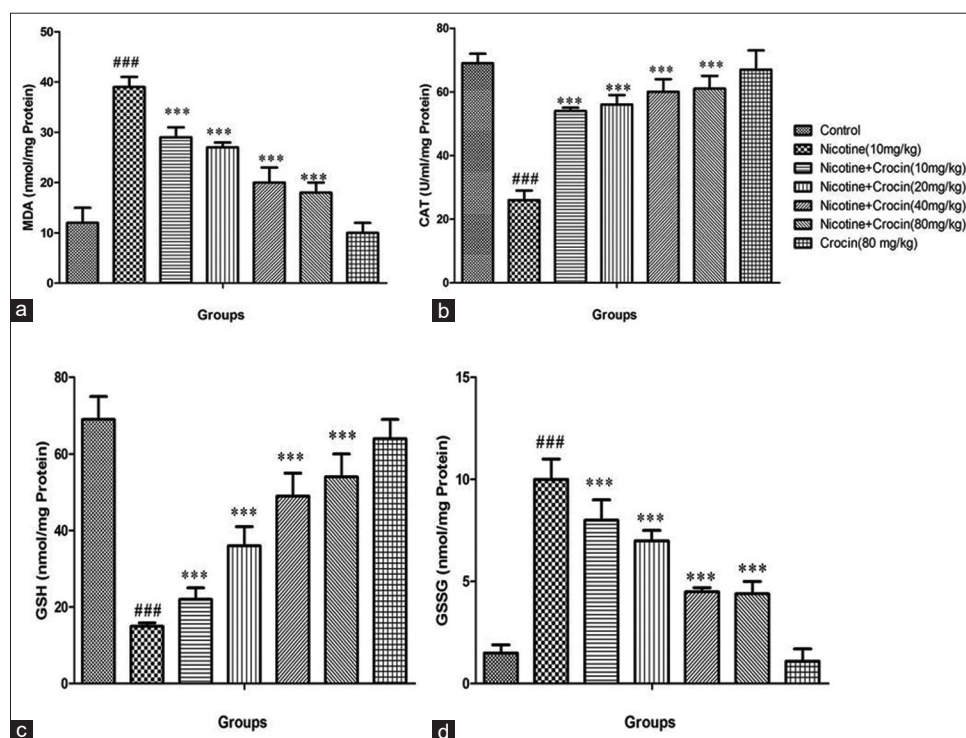 MDA (nmol/mg Protein)
50
40
30
20
10
0
###
***
***
***
***
Groups
a
CAT (U/ml/mg Protein)
80
60
40
20
0
###
***
***
***
***
Groups
b
Control
Nicotine(10mg/kg)
Nicotine+Crocin(10mg/kg)
Nicotine+Crocin(20mg/kg)
Nicotine+Crocin(40mg/kg)
Nicotine+Crocin(80mg/kg)
Crocin(80 mg/kg)
GSH (nmol/mg Protein)
80
60
40
20
0
###
***
***
***
***
Groups
c
GSSG (nmol/mg Protein)
15
10
5
0
###
***
***
***
***
Groups
d